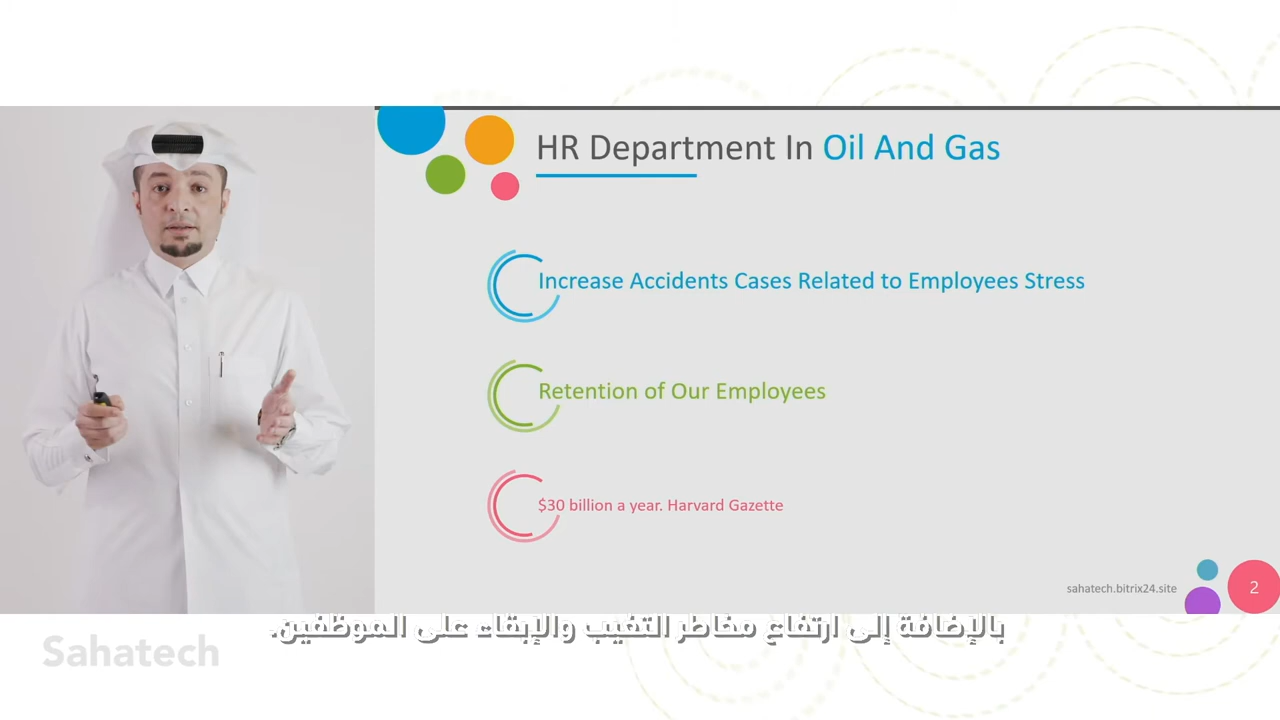 HR Department In Oil And Gas
Increase Accidents Cases Related to Employees Stress
Retention of Our Employees
$30 billion a year. Harvard Gazette
sahatech.bitrix24.site
2
بالإضافة إلى ارتفاع مخاطر التغيب والإبقاء على الموظفين.
Sahatech